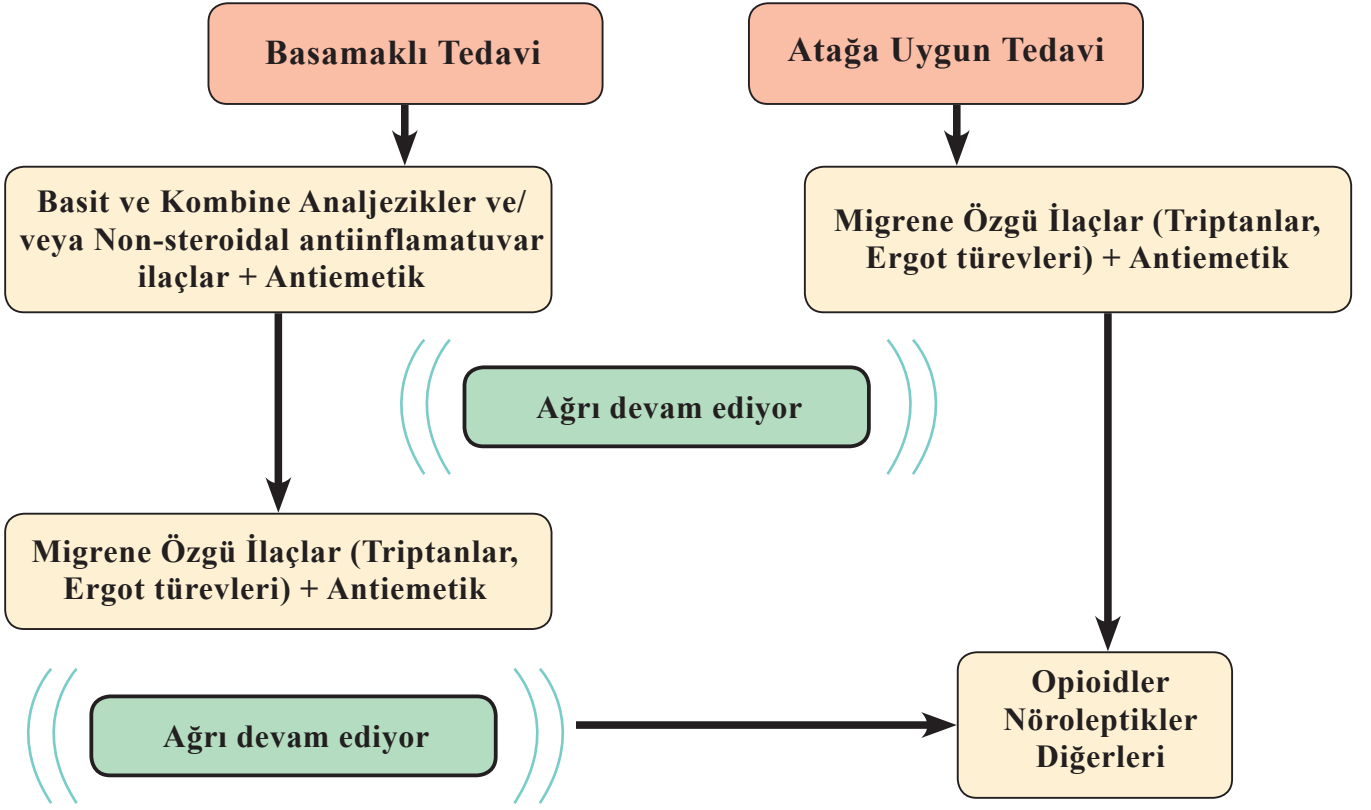 Basamaklı Tedavi
Atağa Uygun Tedavi
Basit ve Kombine Analjezikler ve/
veya Non-steroidal antiinflamatuvar
ilaçlar + Antiemetik
Migrene Özgü İlaçlar (Triptanlar,
Ergot türevleri) + Antiemetik
Ağrı devam ediyor
Migrene Özgü İlaçlar (Triptanlar,
Ergot türevleri) + Antiemetik
Ağrı devam ediyor
Opioidler
Nöroleptikler
Diğerleri